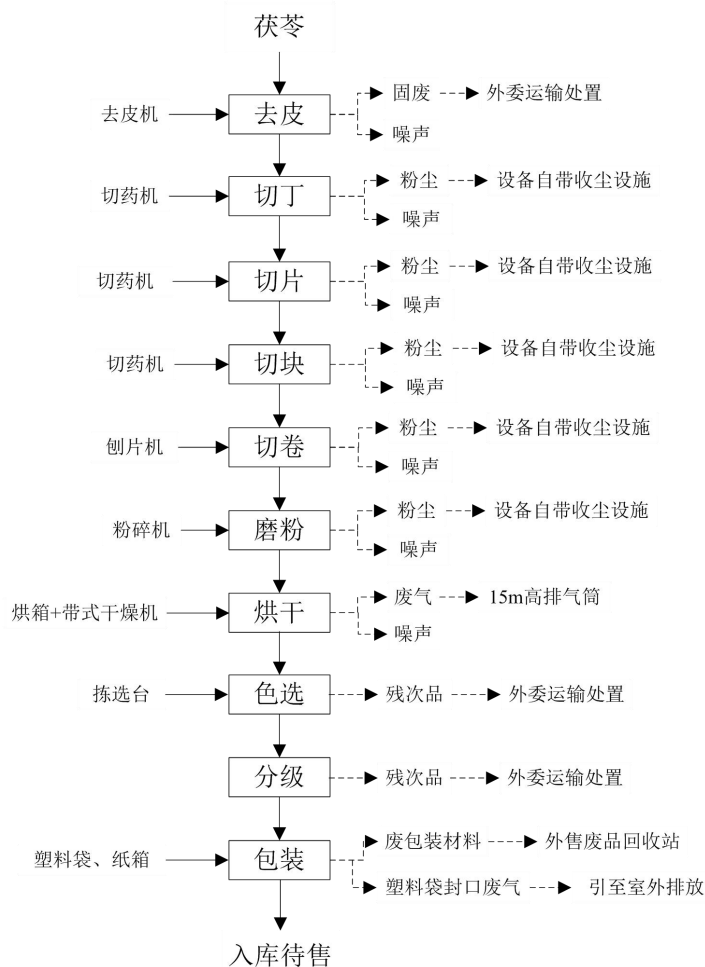 茯苓
去皮机 去皮 固废 外委运输处置
噪声
切药机 切丁 粉尘 设备自带收尘设施
噪声
切药机 切片 粉尘 设备自带收尘设施
噪声
切药机 切块 粉尘 设备自带收尘设施
噪声
刨片机 切卷 粉尘 设备自带收尘设施
噪声
粉碎机 磨粉 粉尘 设备自带收尘设施
噪声
烘箱+带式干燥机 烘干 废气 15m高排气筒
噪声
拣选台 色选 残次品 外委运输处置
分级 残次品 外委运输处置
塑料袋、纸箱 包装 废包装材料 外售废品回收站
塑料袋封口废气 引至室外排放
入库待售